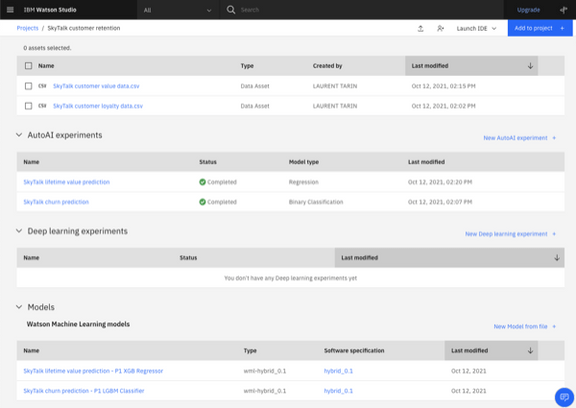 IBM Watson Studio All Search Upgrade
Projects / SkyTalk customer retention Launch IDE Add to project +
0 assets selected.
Name Type Created by Last modified
CSV SkyTalk customer value data.csv Data Asset LAURENT TARIN Oct 12, 2021, 02:15 PM
CSV SkyTalk customer loyalty data.csv Data Asset LAURENT TARIN Oct 12, 2021, 02:02 PM
AutoAI experiments
New AutoAI experiment +
Name Status Model type Last modified
SkyTalk lifetime value prediction Completed Regression Oct 12, 2021, 02:20 PM
SkyTalk churn prediction Completed Binary Classification Oct 12, 2021, 02:07 PM
Deep learning experiments
New Deep learning experiment +
Name Status Last modified
You don't have any Deep learning experiments yet
Models
Watson Machine Learning models
New Model from file +
Name Type Software specification Last modified
SkyTalk lifetime value prediction - P1 XGB Regressor wml-hybrid_0.1 hybrid_0.1 Oct 12, 2021
SkyTalk churn prediction - P1 LGBM Classifier wml-hybrid_0.1 hybrid_0.1 Oct 12, 2021